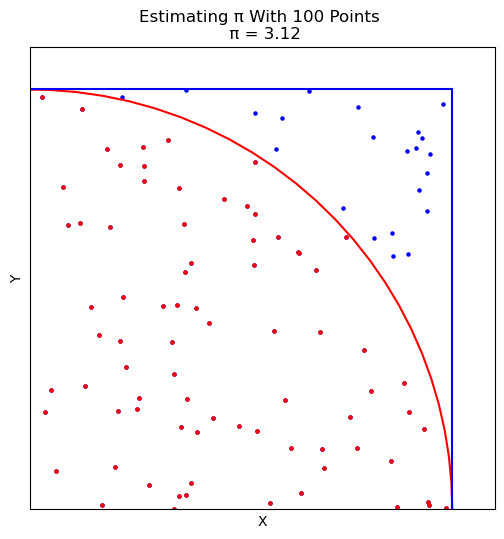 Estimating π With 100 Points
π = 3.12
Y
X